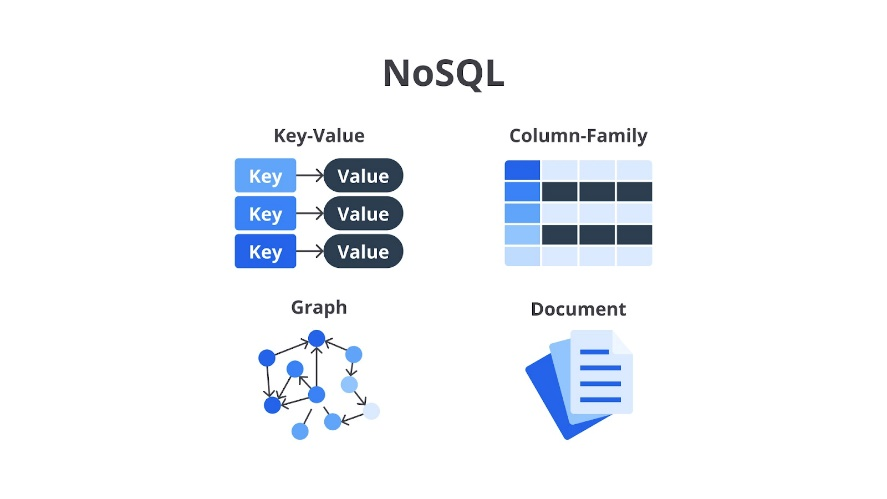 NoSQL
Key-Value
Key Value
Key Value
Key Value
Column-Family
Graph
Document